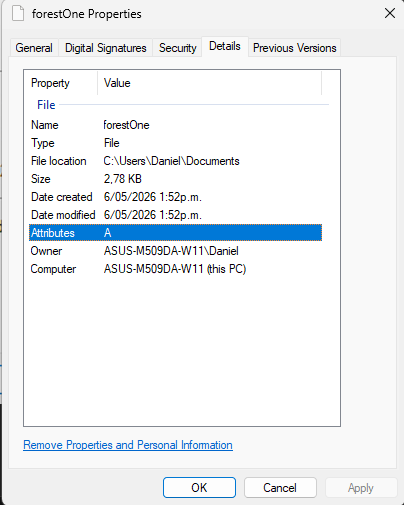 forestOne Properties
General Digital Signatures Security Details Previous Versions
Property Value
File
Name forestOne
Type File
File location C:\Users\Daniel\Documents
Size 2,78 KB
Date created 6/05/2026 1:52p.m.
Date modified 6/05/2026 1:52p.m.
Attributes A
Owner ASUS-M509DA-W11\Daniel
Computer ASUS-M509DA-W11 (this PC)
Remove Properties and Personal Information
OK Cancel Apply